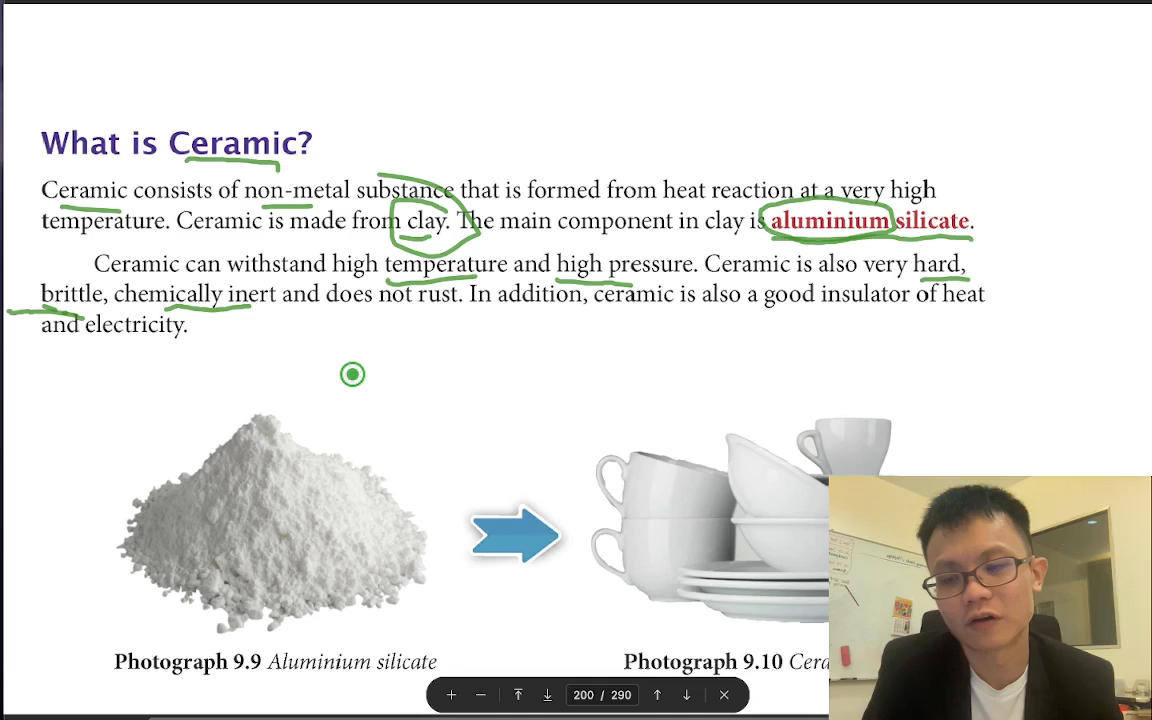 What is Ceramic?
Ceramic consists of non-metal substance that is formed from heat reaction at a very high
temperature. Ceramic is made from clay. The main component in clay is aluminium silicate.
Ceramic can withstand high temperature and high pressure. Ceramic is also very hard,
brittle, chemically inert and does not rust. In addition, ceramic is also a good insulator of heat
and electricity.
Photograph 9.9 Aluminium silicate
Photograph 9.10 Cera
200 / 290